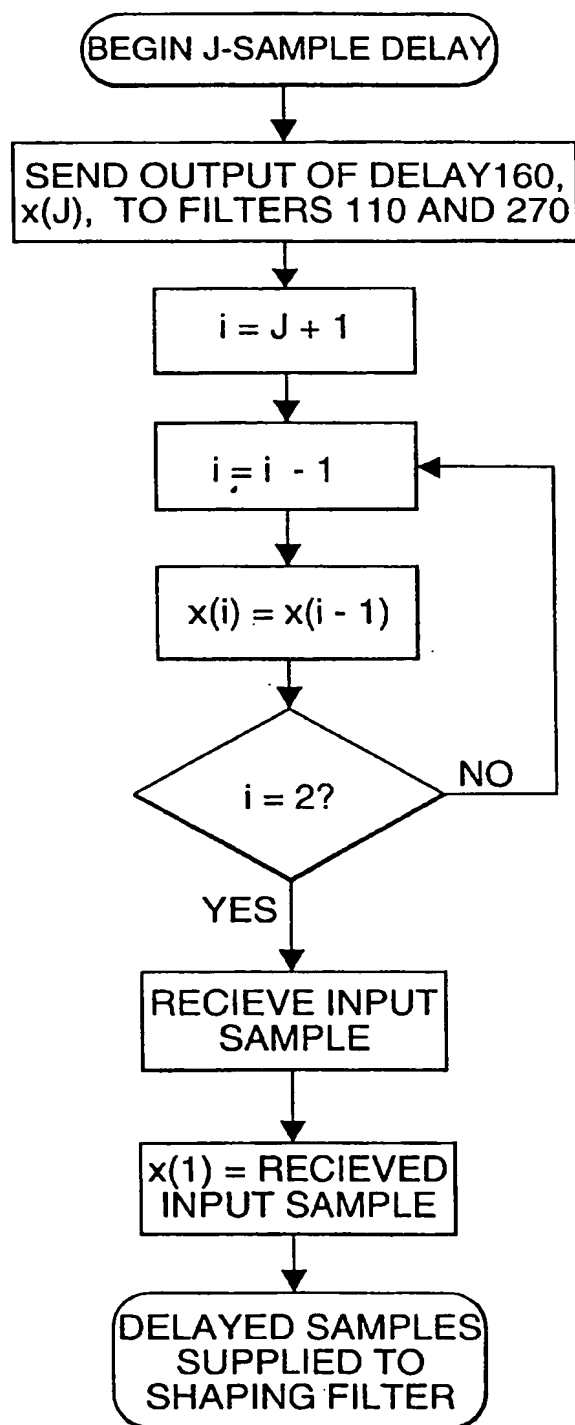 BEGIN J-SAMPLE DELAY
SEND OUTPUT OF DELAY160,
x(J), TO FILTERS 110 AND 270
i = J + 1
i = i - 1
x(i) = x(i - 1)
i = 2?
NO
YES
RECIEVE INPUT
SAMPLE
x(1) = RECIEVED
INPUT SAMPLE
DELAYED SAMPLES
SUPPLIED TO
SHAPING FILTER